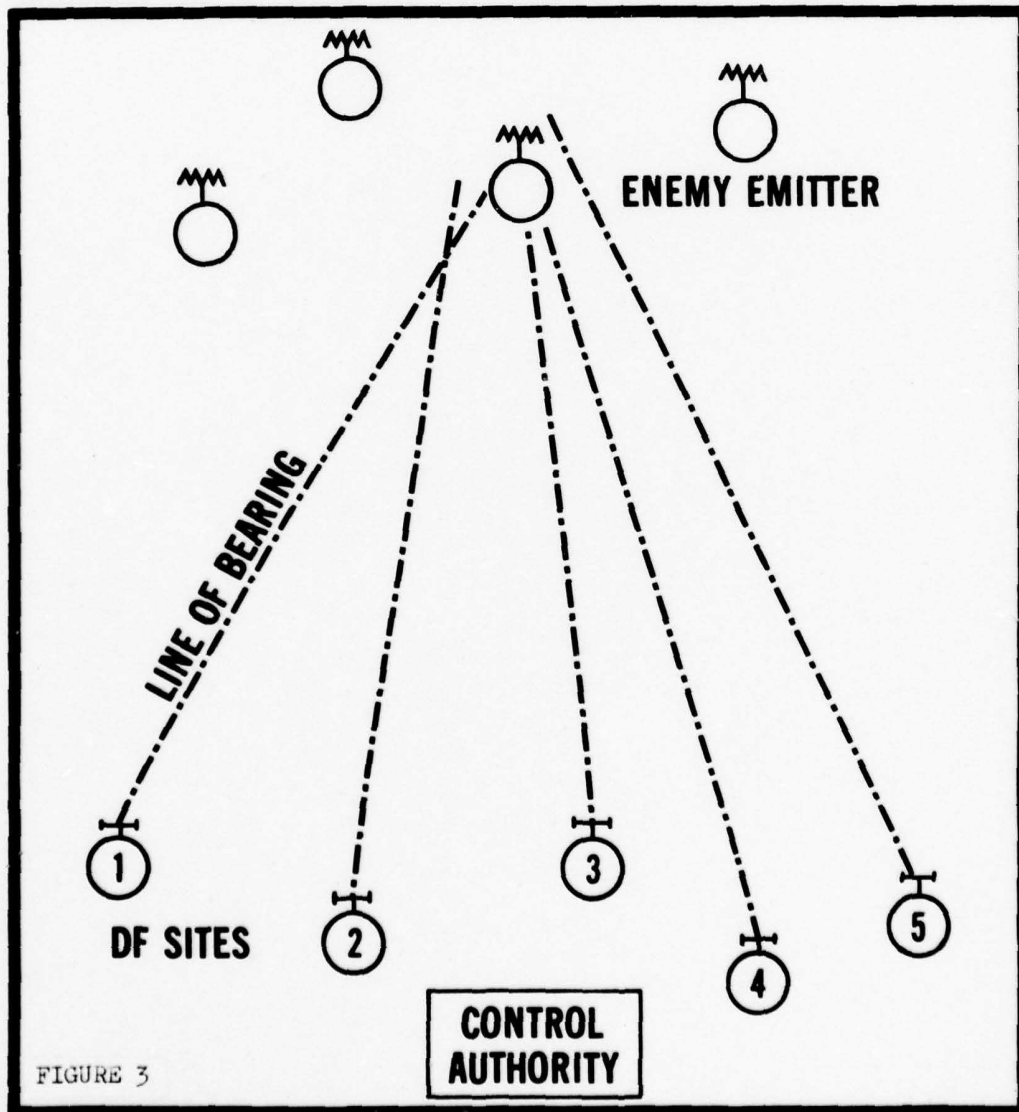 ENEMY EMITTER
LINE OF BEARING
1
2
3
4
5
DF SITES
CONTROL
AUTHORITY
FIGURE 3